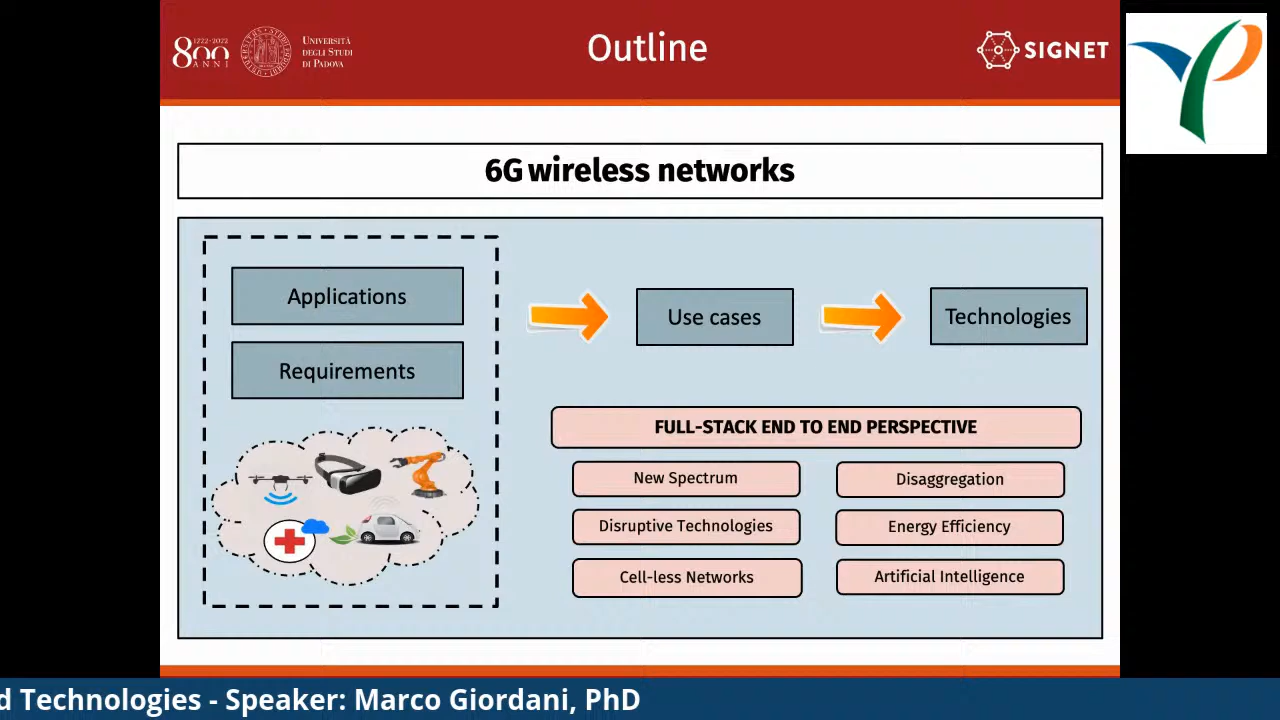 1222·2022
800
ANNI
UNIVERSITÀ
DEGLI STUDI
DI PADOVA
Outline
SIGNET
6G wireless networks
Applications
Requirements
Use cases
Technologies
FULL-STACK END TO END PERSPECTIVE
New Spectrum
Disaggregation
Disruptive Technologies
Energy Efficiency
Cell-less Networks
Artificial Intelligence
d Technologies - Speaker: Marco Giordani, PhD